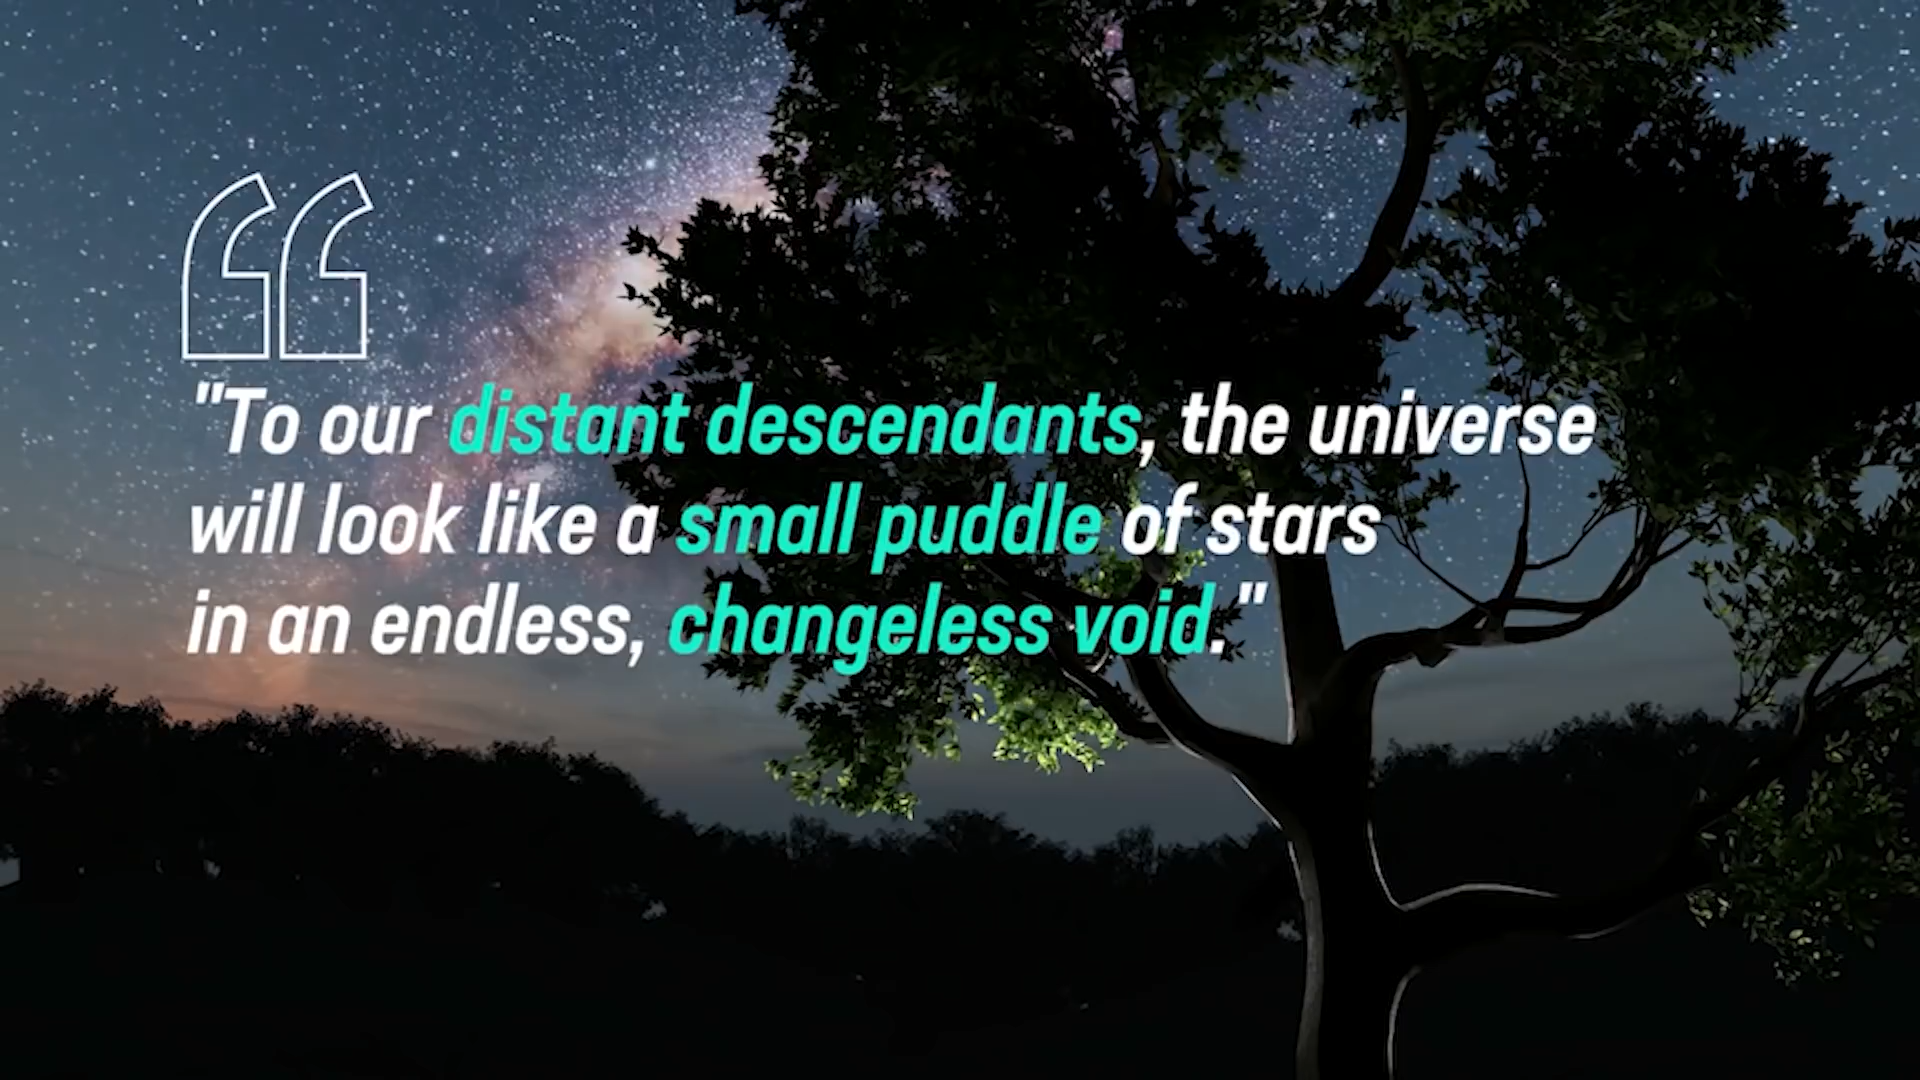 "To our distant descendants, the universe
will look like a small puddle of stars
in an endless, changeless void."